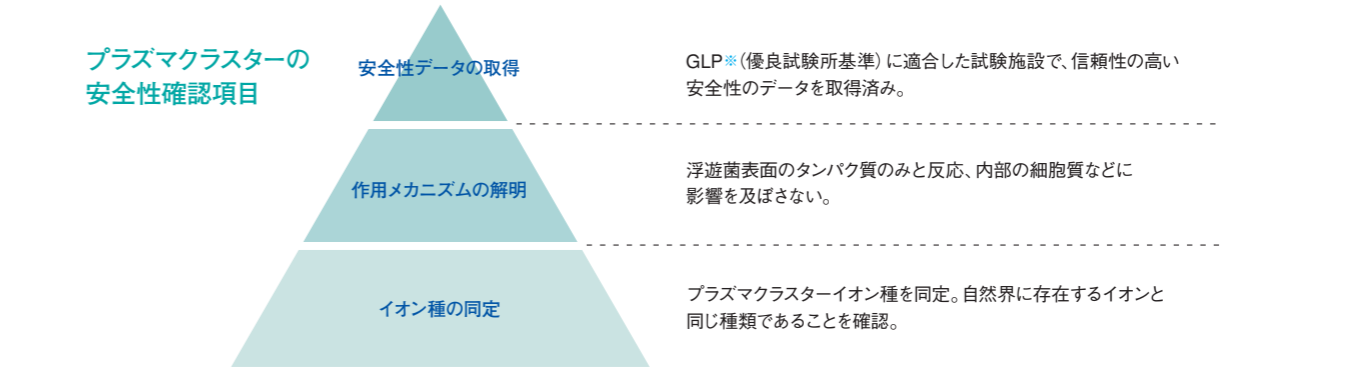 プラズマクラスターの
安全性確認項目
安全性データの取得
GLP※(優良試験所基準)に適合した試験施設で、信頼性の高い
安全性のデータを取得済み。
作用メカニズムの解明
浮遊菌表面のタンパク質のみと反応、内部の細胞質などに
影響を及ぼさない。
イオン種の同定
プラズマクラスターイオン種を同定。自然界に存在するイオンと
同じ種類であることを確認。